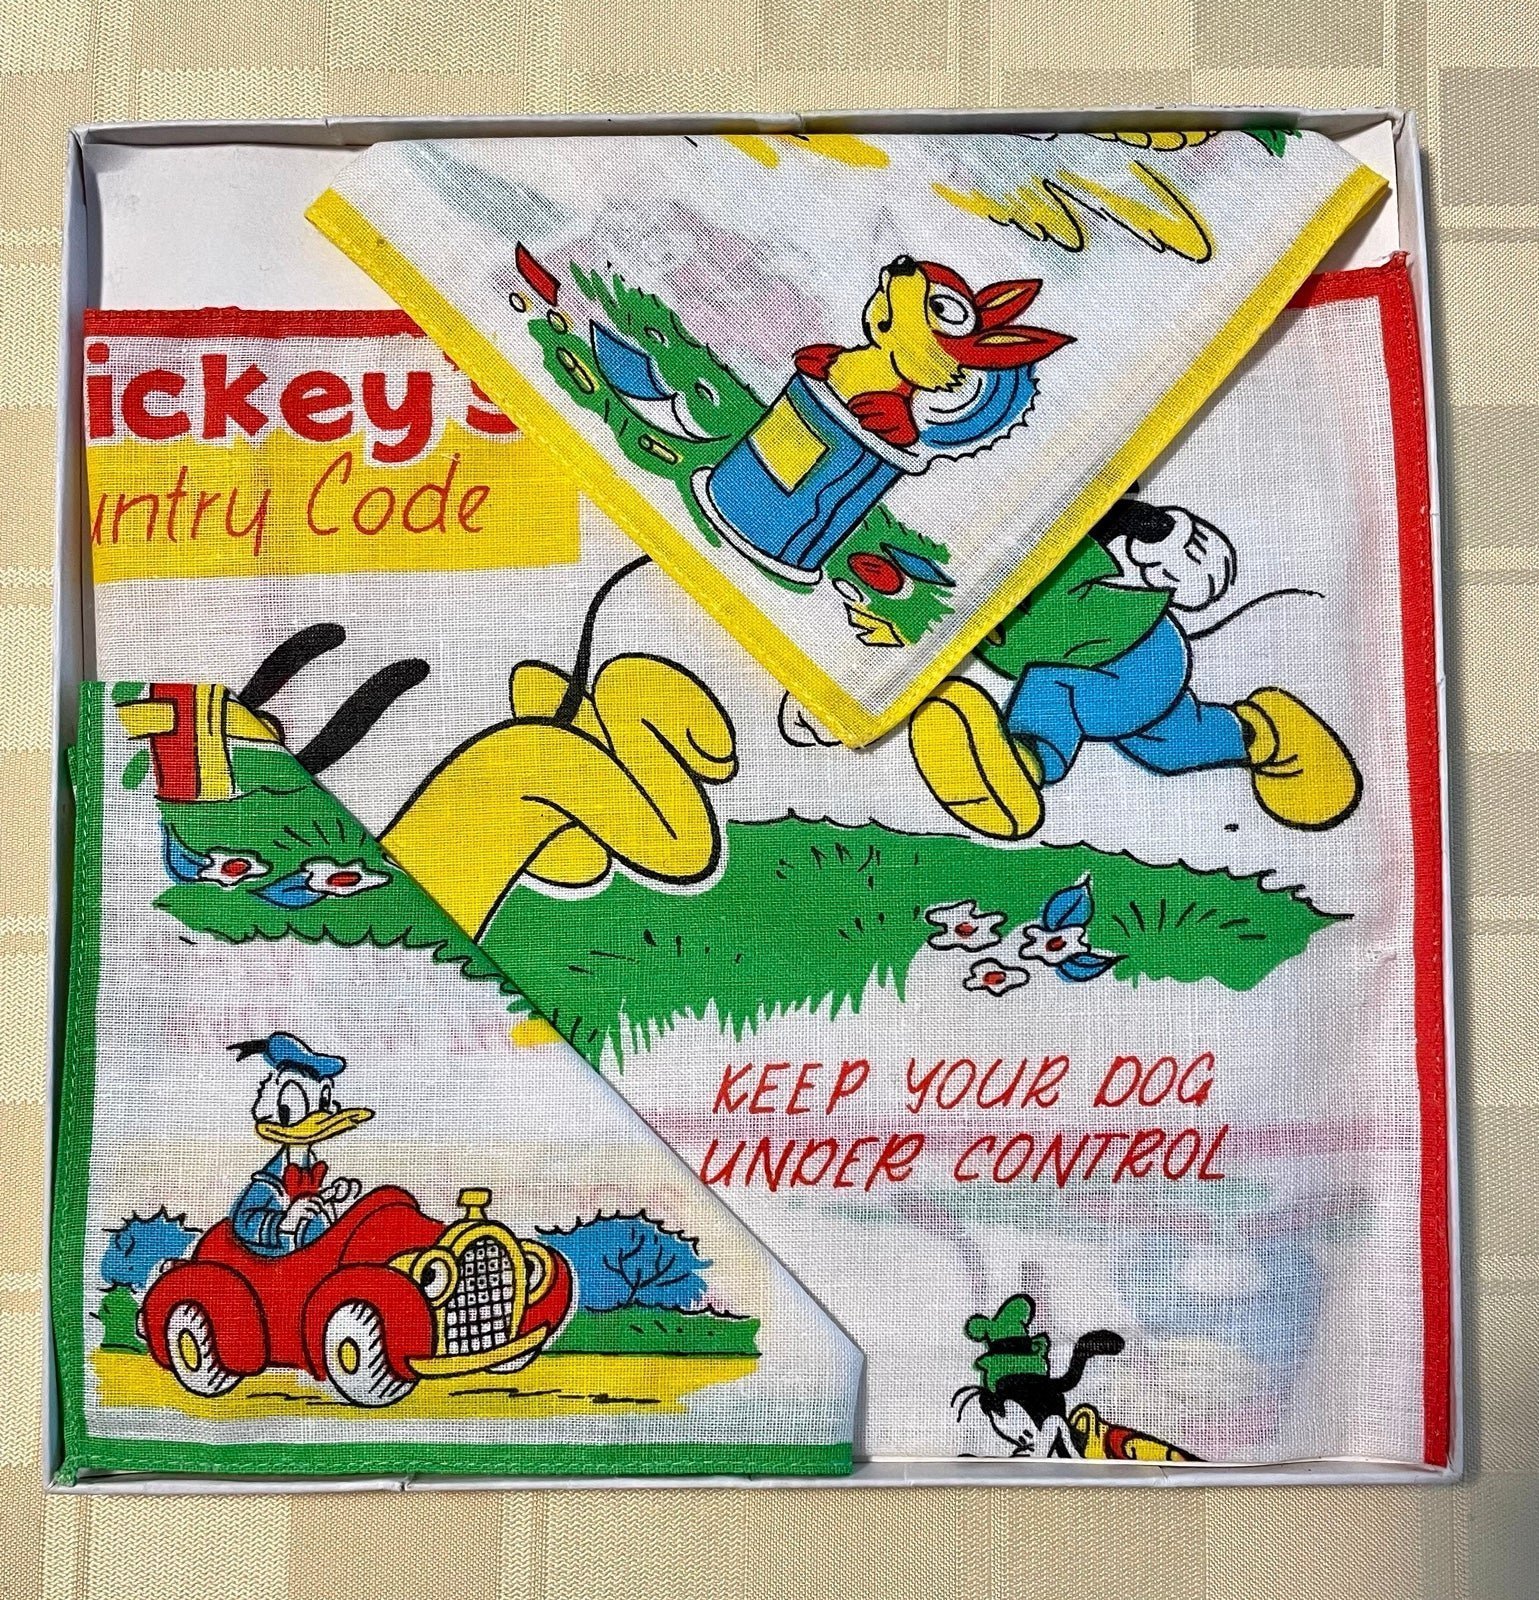 ickey's
untry Code
KEEP YOUR DOG
UNDER CONTROL